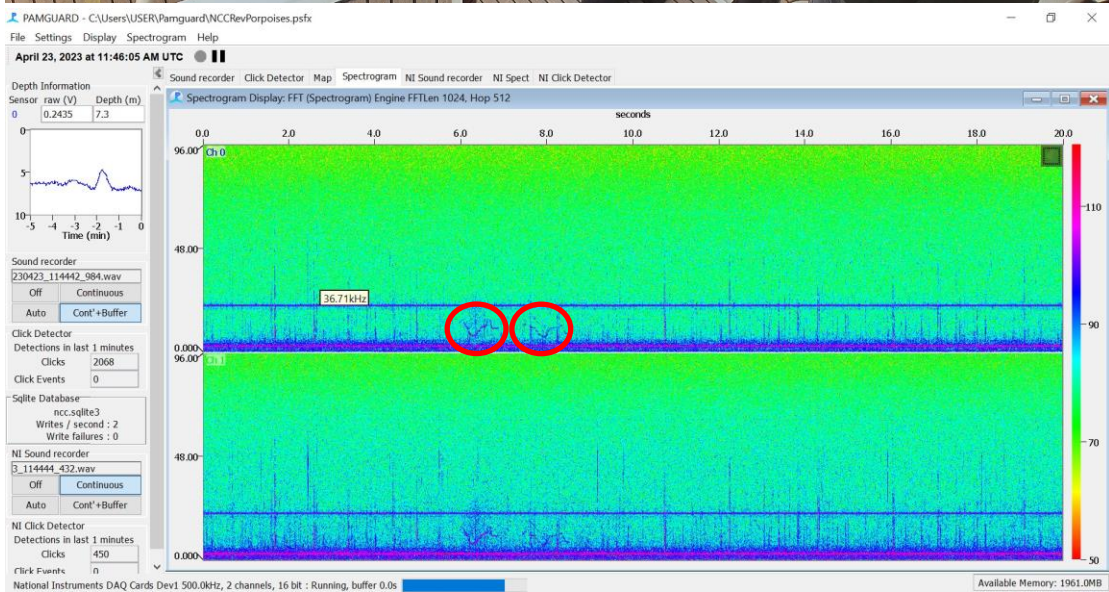 PAMGUARD - C:\Users\USER\Pamguard\NCCRevPorpoises.psfx
File Settings Display Spectrogram Help
April 23, 2023 at 11:46:05 AM UTC
Sound recorder Click Detector Map Spectrogram NI Sound recorder NI Spect NI Click Detector
Depth Information
Sensor raw (V) Depth (m)
0 0.2435 7.3
0
5
10
-5 -4 -3 -2 -1 0
Time (min)
Sound recorder
230423_114442_984.wav
Off Continuous
Auto Cont'+Buffer
Click Detector
Detections in last 1 minutes
Clicks 2068
Click Events 0
Sqlite Database
ncc.sqlite3
Writes / second : 2
Write failures : 0
NI Sound recorder
3_114444_432.wav
Off Continuous
Auto Cont'+Buffer
NI Click Detector
Detections in last 1 minutes
Clicks 450
Click Events 0
Spectrogram Display: FFT (Spectrogram) Engine FFTLen 1024, Hop 512
seconds
0.0 2.0 4.0 6.0 8.0 10.0 12.0 14.0 16.0 18.0 20.0
96.00 Ch 0
48.00
36.71kHz
0.000
96.00 Ch 1
48.00
0.000
110
90
70
50
National Instruments DAQ Cards Dev1 500.0kHz, 2 channels, 16 bit : Running, buffer 0.0s
Available Memory: 1961.0MB